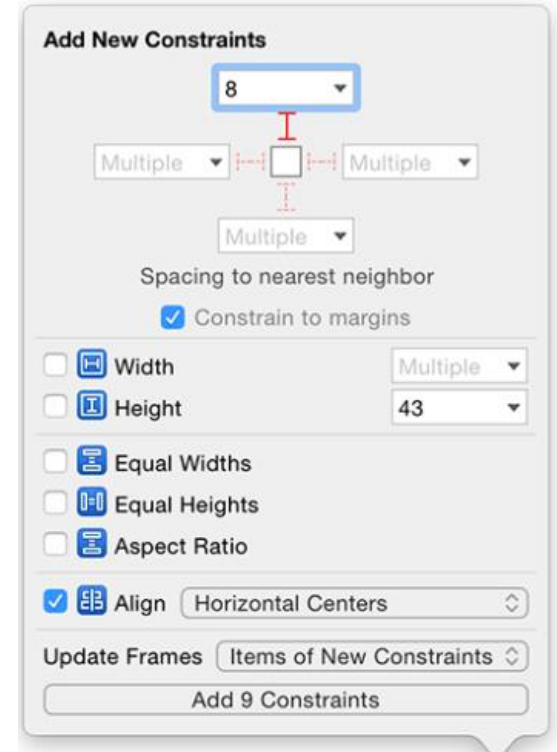 Add New Constraints
8
Multiple Multiple
Multiple
Spacing to nearest neighbor
Constrain to margins
Width Multiple
Height 43
Equal Widths
Equal Heights
Aspect Ratio
Align Horizontal Centers
Update Frames Items of New Constraints
Add 9 Constraints